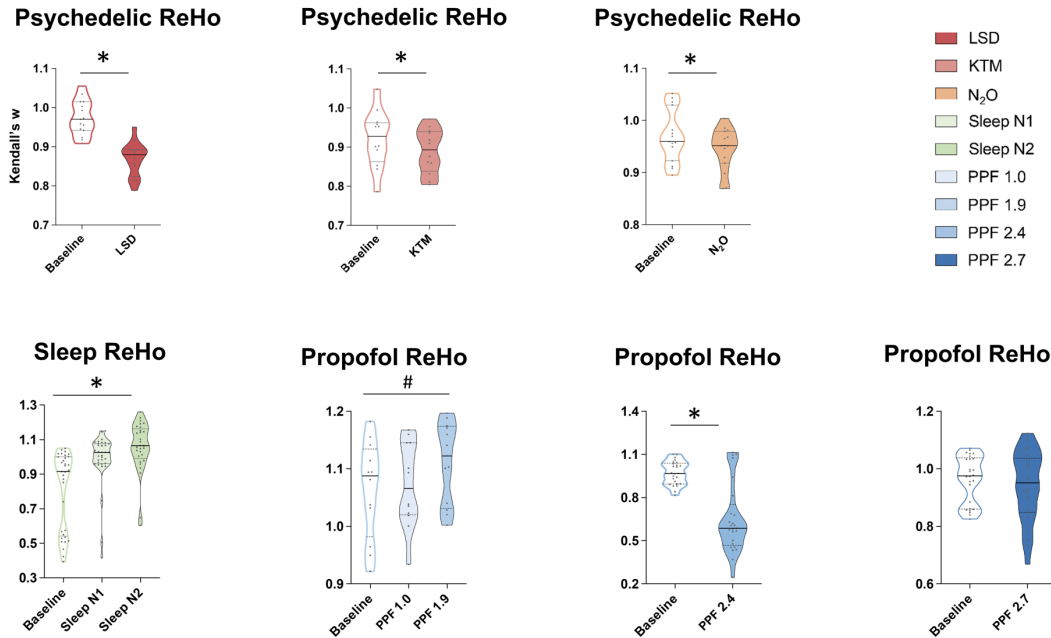 Psychedelic ReHo
Psychedelic ReHo
Psychedelic ReHo
LSD
KTM
N₂O
Sleep N1
Sleep N2
PPF 1.0
PPF 1.9
PPF 2.4
PPF 2.7
Kendall's w
*
1.1
1.0
0.9
0.8
0.7
Baseline
LSD
*
1.1
1.0
0.9
0.8
0.7
Baseline
KTM
*
1.1
1.0
0.9
0.8
Baseline
N₂O
Sleep ReHo
*
1.3
1.1
0.9
0.7
0.5
0.3
Baseline
Sleep N1
Sleep N2
Propofol ReHo
#
1.2
1.1
1.0
0.9
Baseline
PPF 1.0
PPF 1.9
Propofol ReHo
*
1.4
1.1
0.8
0.5
0.2
Baseline
PPF 2.4
Propofol ReHo
1.2
1.0
0.8
0.6
Baseline
PPF 2.7